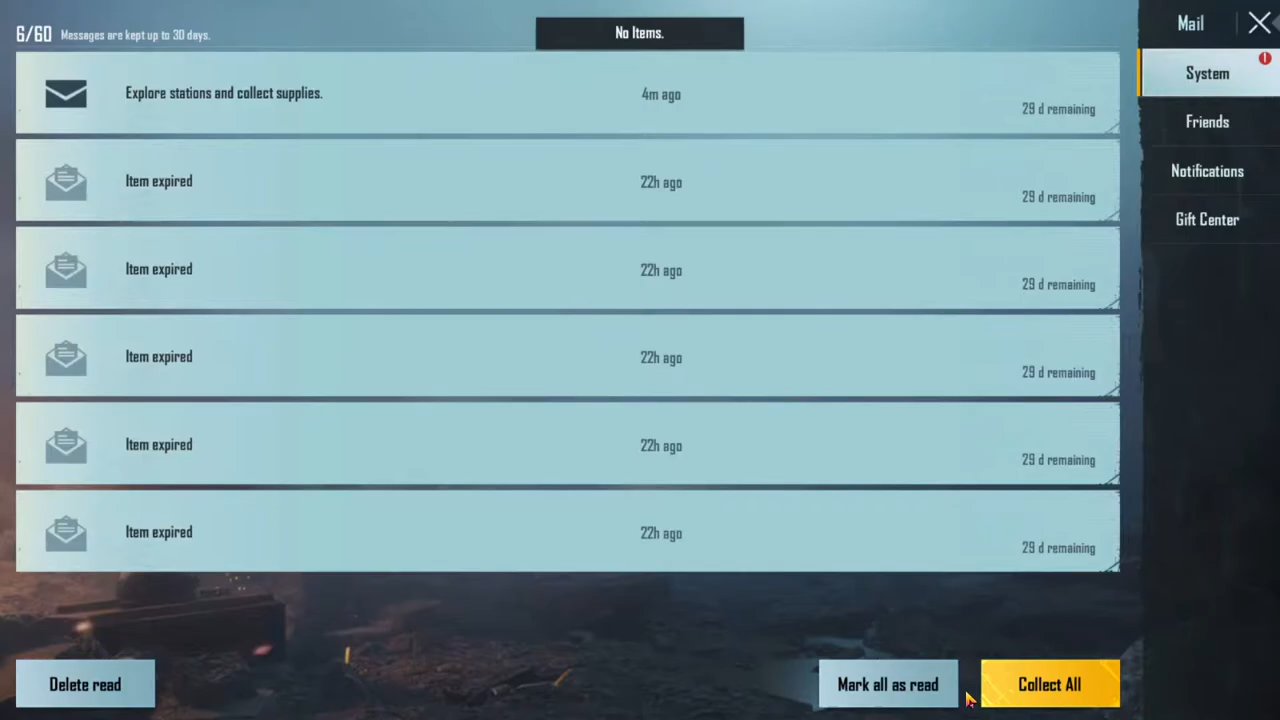 6/60 Messages are kept up to 30 days.
No Items.
Mail
Explore stations and collect supplies.
4m ago
29 d remaining
Item expired
22h ago
29 d remaining
Item expired
22h ago
29 d remaining
Item expired
22h ago
29 d remaining
Item expired
22h ago
29 d remaining
Item expired
22h ago
29 d remaining
System
!
Friends
Notifications
Gift Center
Delete read
Mark all as read
Collect All